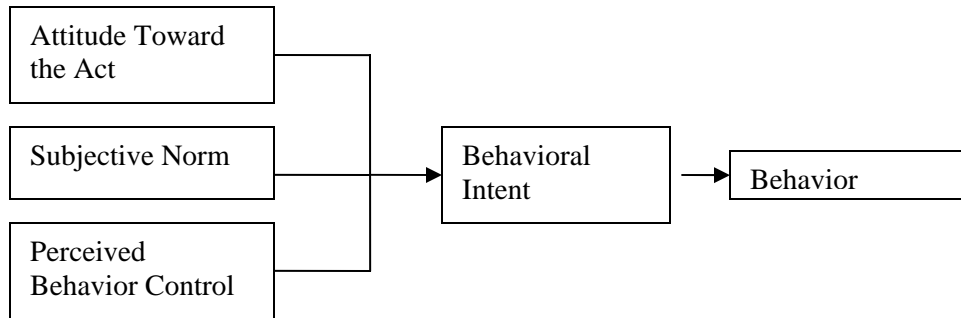 Attitude Toward
the Act
Subjective Norm
Perceived
Behavior Control
Behavioral
Intent
Behavior